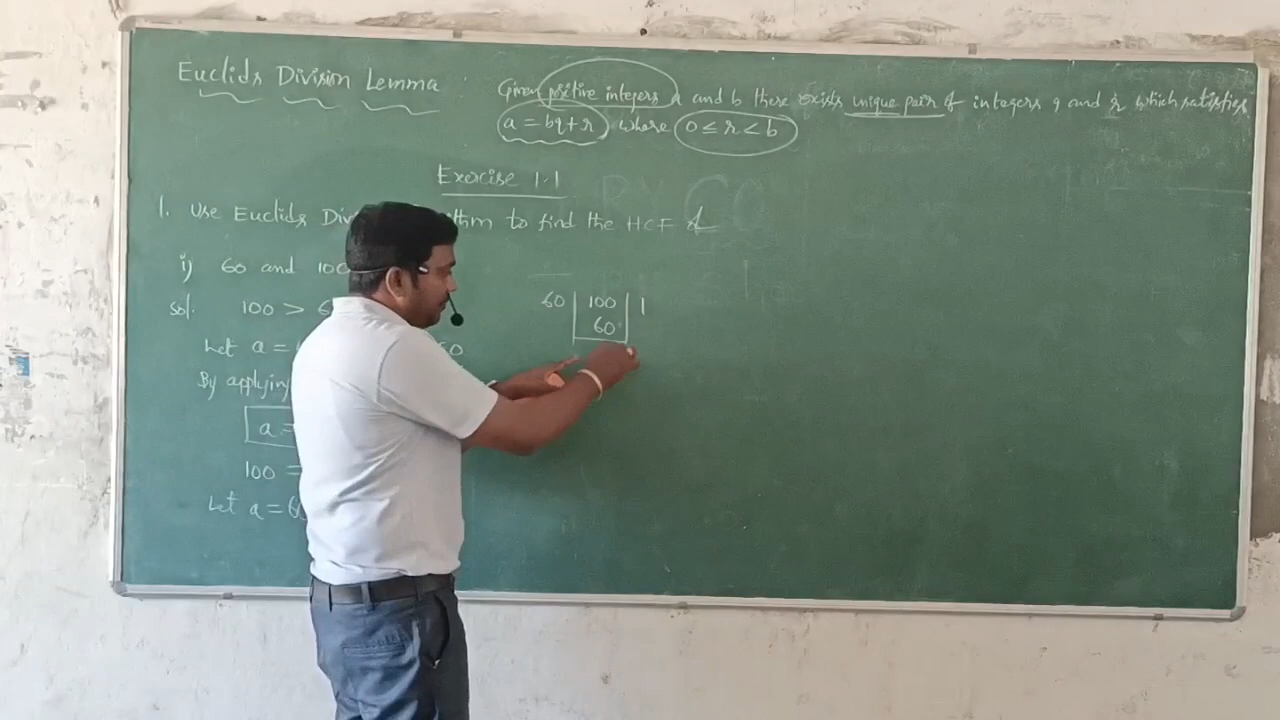 Euclids Division Lemma : Given positive integers a and b there exists unique pair of integers q and r which satisfies
a = bq + r where 0 ≤ r < b
Exercise 1.1
1. Use Euclids to find the HCF of
i) 60 and 100
Sol. 100 >
Let a =
By applying
a =
100 =
Let a =
60 100 1
60